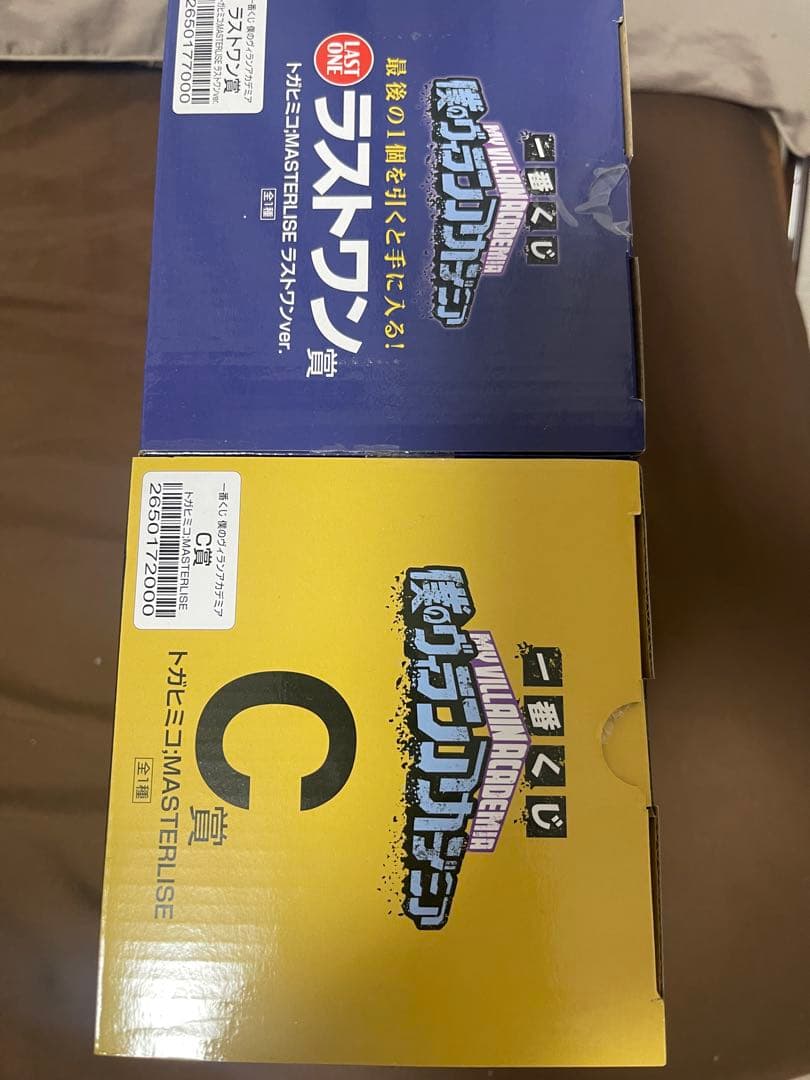 一番くじ
僕のヴィランアカデミア
MY VILLAIN ACADEMIA
最後の1個を引くと手に入る!
LAST
ONE
ラストワン賞
トガヒミコ;MASTERLISE ラストワンver.
全1種
一番くじ 僕のヴィランアカデミア
ラストワン賞
トガヒミコ;MASTERLISE ラストワンver.
2650177000
一番くじ
僕のヴィランアカデミア
MY VILLAIN ACADEMIA
C賞
トガヒミコ;MASTERLISE
全1種
一番くじ 僕のヴィランアカデミア
C賞
トガヒミコ;MASTERLISE
2650172000